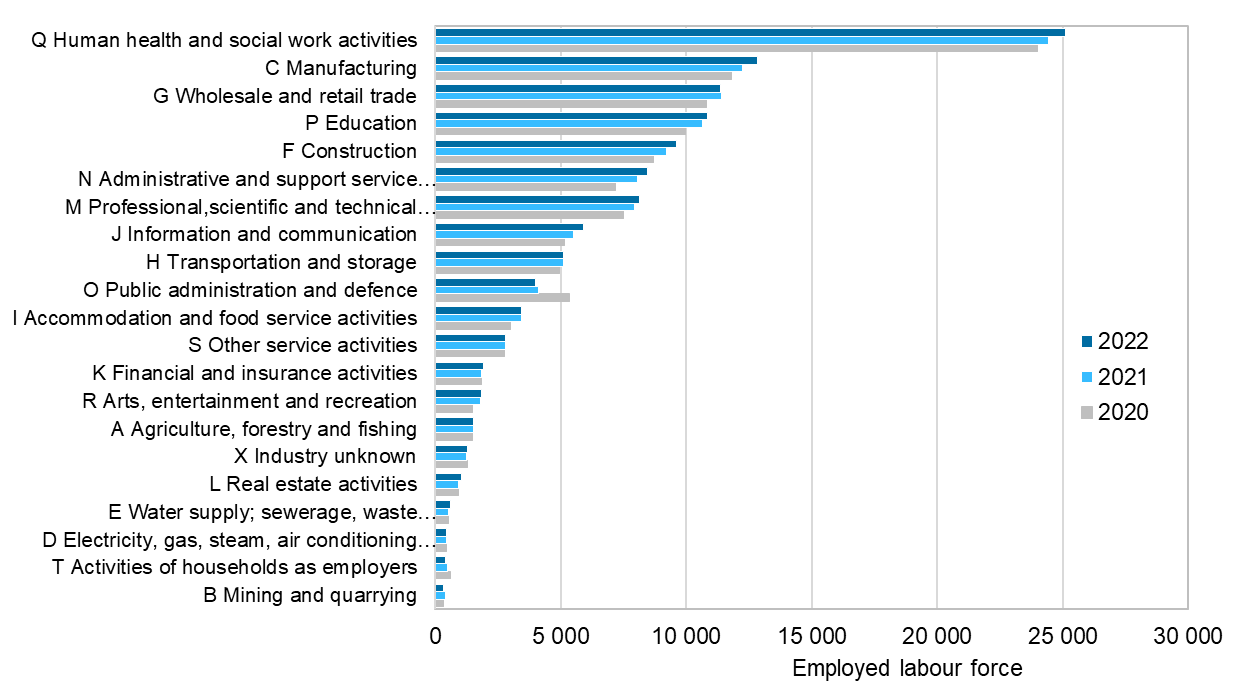 Q Human health and social work activities
C Manufacturing
G Wholesale and retail trade
P Education
F Construction
N Administrative and support service…
M Professional,scientific and technical…
J Information and communication
H Transportation and storage
O Public administration and defence
I Accommodation and food service activities
S Other service activities
K Financial and insurance activities
R Arts, entertainment and recreation
A Agriculture, forestry and fishing
X Industry unknown
L Real estate activities
E Water supply; sewerage, waste…
D Electricity, gas, steam, air conditioning…
T Activities of households as employers
B Mining and quarrying
2022
2021
2020
0 5 000 10 000 15 000 20 000 25 000 30 000
Employed labour force